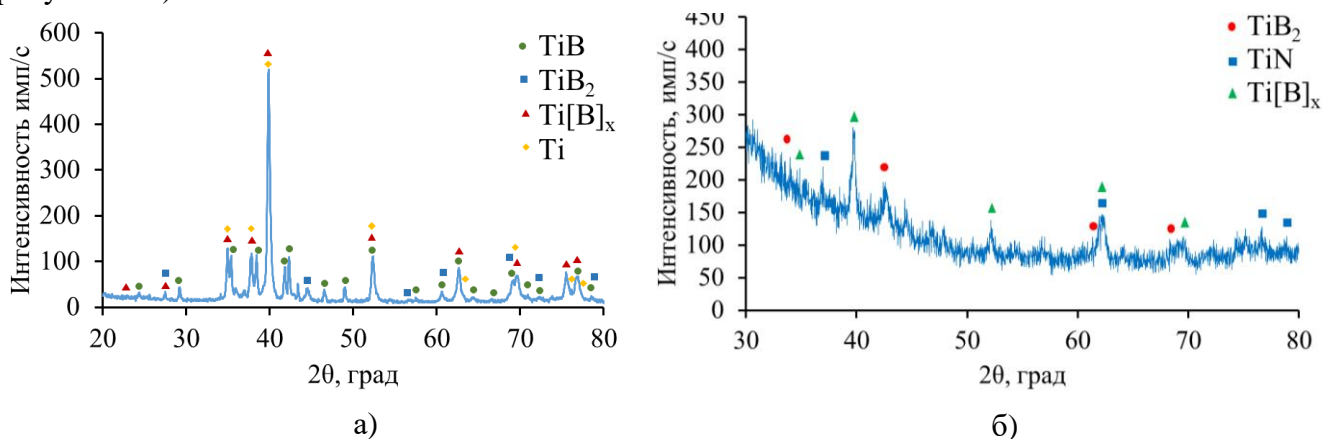 600
500
400
300
200
100
0
Интенсивность имп/с
20 30 40 50 60 70 80
2θ, град
TiB
TiB₂
Ti[B]ₓ
Ti
а)
450
400
350
300
250
200
150
100
50
0
Интенсивность, имп/с
30 40 50 60 70 80
2θ, град
TiB₂
TiN
Ti[B]ₓ
б)